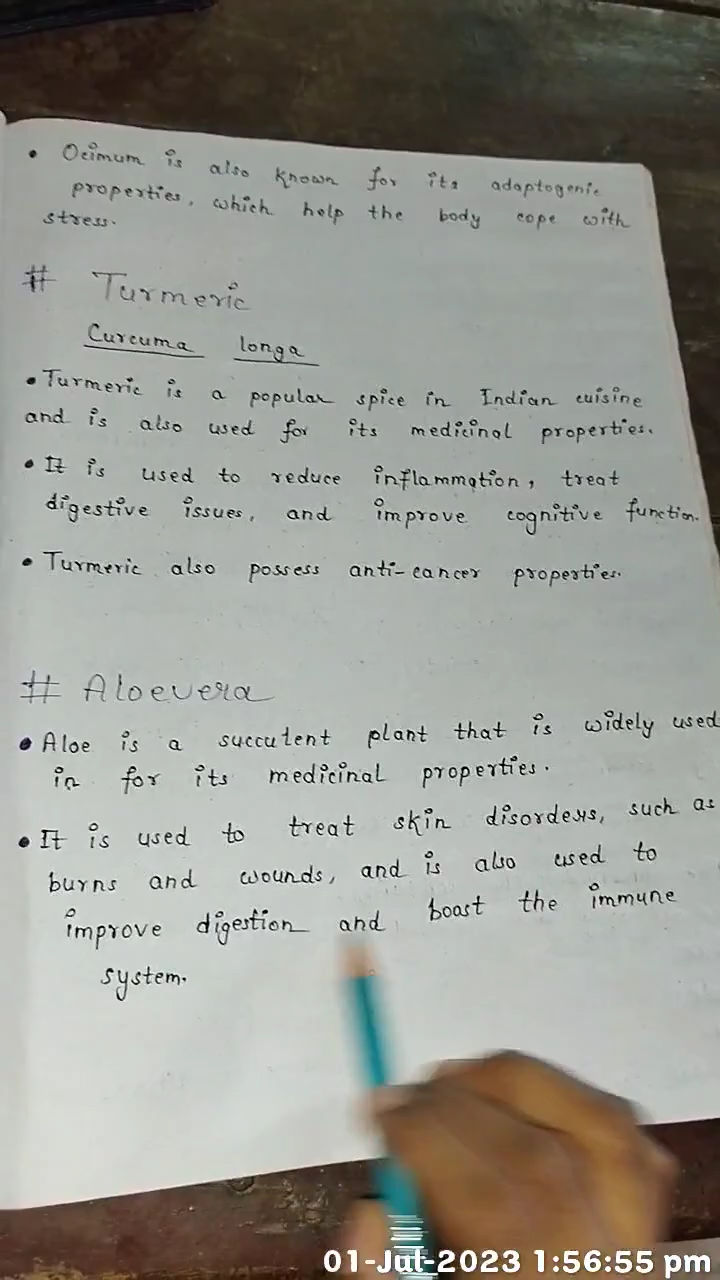 • Ocimum is also known for its adaptogenic
properties, which help the body cope with
stress.
# Turmeric
Curcuma longa
• Turmeric is a popular spice in Indian cuisine
and is also used for its medicinal properties.
• It is used to reduce inflammation, treat
digestive issues, and improve cognitive function.
• Turmeric also possess anti-cancer properties.
# Aloevera
• Aloe is a succulent plant that is widely used
in for its medicinal properties.
• It is used to treat skin disorders, such as
burns and wounds, and is also used to
improve digestion and boast the immune
system.
01-Jul-2023 1:56:55 pm